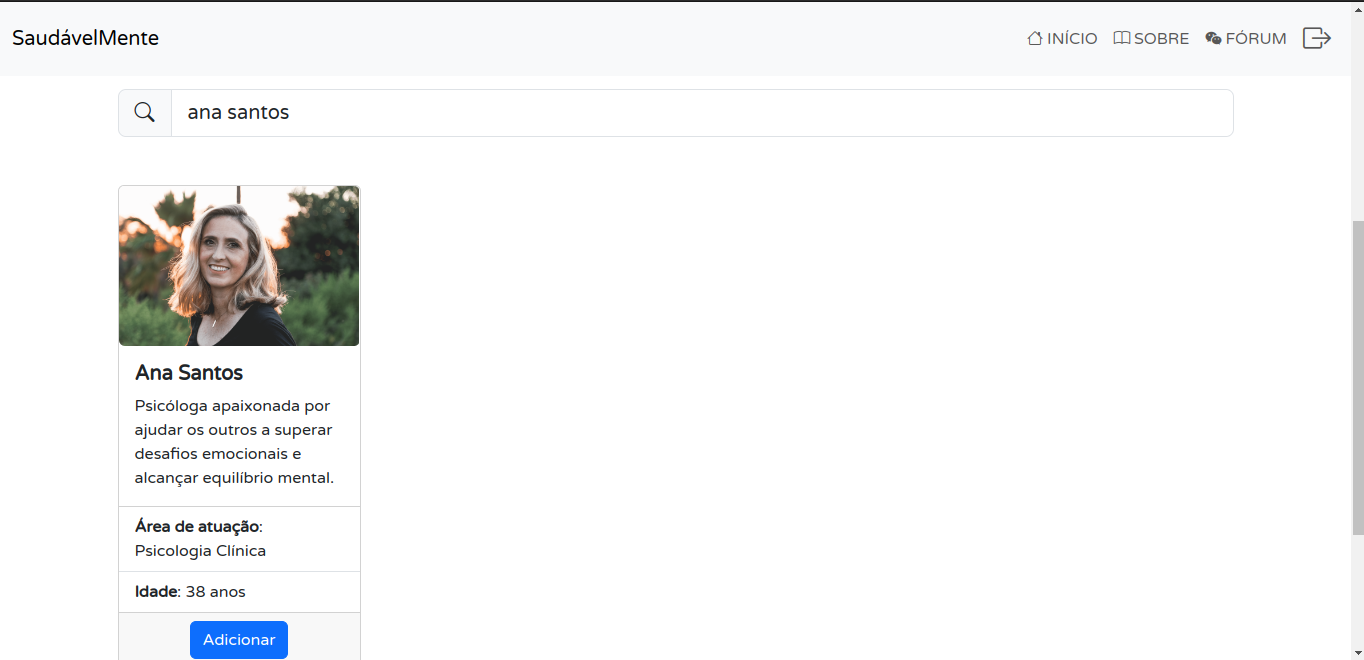 SaudávelMente
INÍCIO SOBRE FÓRUM
ana santos
Ana Santos
Psicóloga apaixonada por
ajudar os outros a superar
desafios emocionais e
alcançar equilíbrio mental.
Área de atuação:
Psicologia Clínica
Idade: 38 anos
Adicionar